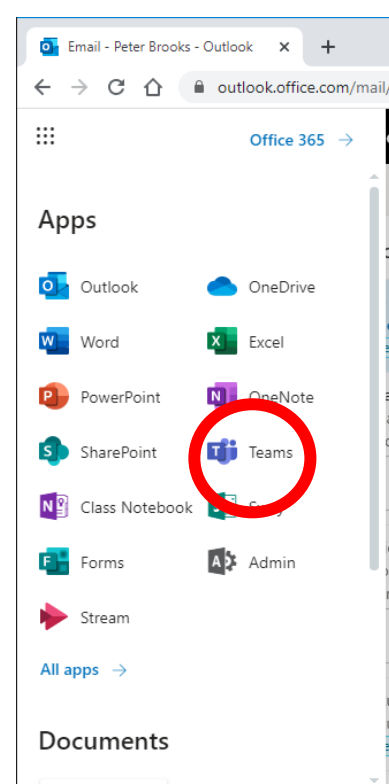 Email - Peter Brooks - Outlook
outlook.office.com/mail/
Office 365 →
Apps
Outlook
OneDrive
Word
Excel
PowerPoint
OneNote
SharePoint
Teams
Class Notebook
Forms
Admin
Stream
All apps →
Documents